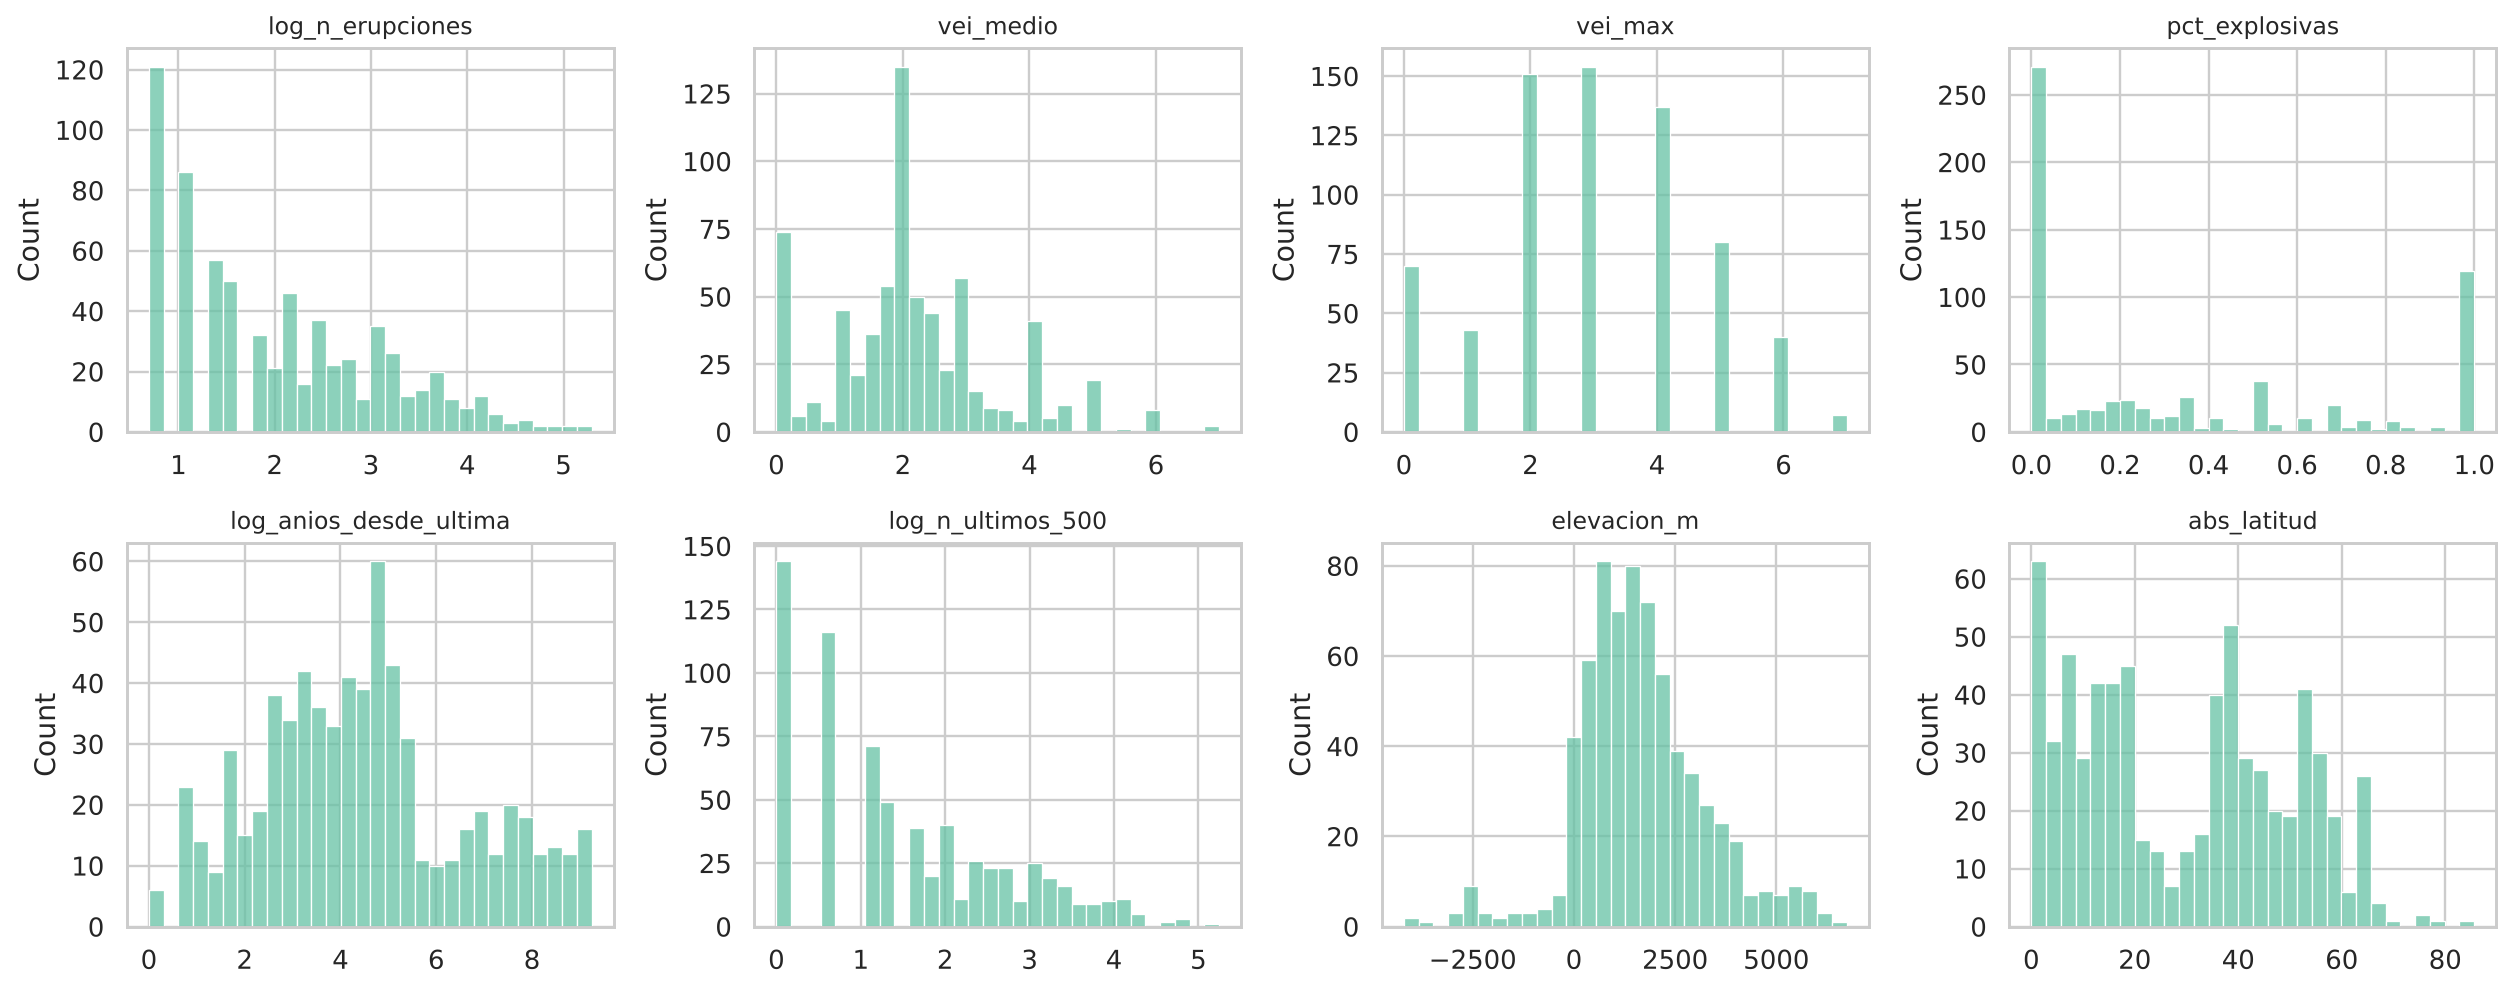 log_n_erupciones
vei_medio
vei_max
pct_explosivas
120
100
80
60
40
20
0
Count
1 2 3 4 5
125
100
75
50
25
0
Count
0 2 4 6
150
125
100
75
50
25
0
Count
0 2 4 6
250
200
150
100
50
0
Count
0.0 0.2 0.4 0.6 0.8 1.0
log_anios_desde_ultima
log_n_ultimos_500
elevacion_m
abs_latitud
60
50
40
30
20
10
0
Count
0 2 4 6 8
150
125
100
75
50
25
0
Count
0 1 2 3 4 5
80
60
40
20
0
Count
−2500 0 2500 5000
60
50
40
30
20
10
0
Count
0 20 40 60 80